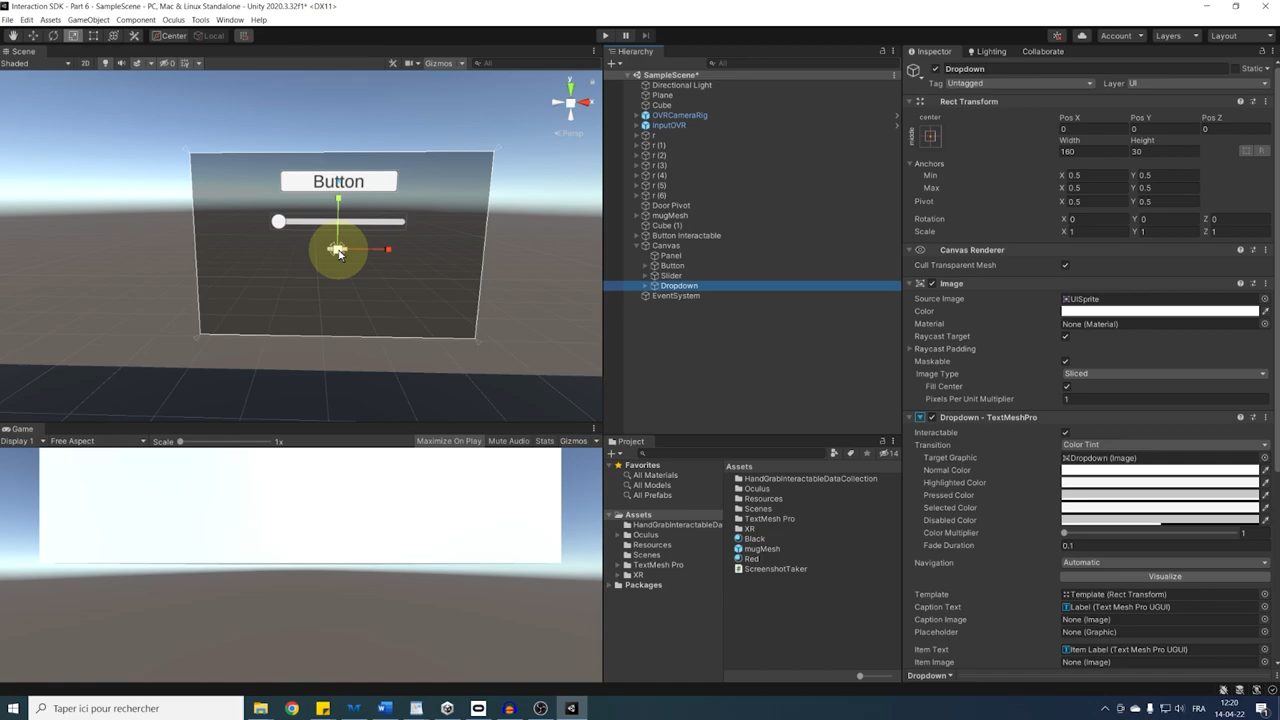 Interaction SDK - Part 6 - SampleScene - PC, Mac & Linux Standalone - Unity 2020.3.32f1* <DX11>
File Edit Assets GameObject Component Oculus Tools Window Help
Center Local
Account Layers Layout
Scene
Shaded 2D 0 Gizmos All
y
Persp
Button
Hierarchy
All
SampleScene*
Directional Light
Plane
Cube
OVRCameraRig
inputOVR
r
r (1)
r (2)
r (3)
r (4)
r (5)
r (6)
Door Pivot
mugMesh
Cube (1)
Button Interactable
Canvas
Panel
Button
Slider
Dropdown
EventSystem
Inspector Lighting Collaborate
Dropdown Static
Tag Untagged Layer UI
Rect Transform
center
middle
Pos X Pos Y Pos Z
0 0 0
Width Height
160 30
R
Anchors
Min X 0.5 Y 0.5
Max X 0.5 Y 0.5
Pivot X 0.5 Y 0.5
Rotation X 0 Y 0 Z 0
Scale X 1 Y 1 Z 1
Canvas Renderer
Cull Transparent Mesh
Image
Source Image UISprite
Color
Material None (Material)
Raycast Target
Raycast Padding
Maskable
Image Type Sliced
Fill Center
Pixels Per Unit Multiplier 1
Dropdown - TextMeshPro
Interactable
Transition Color Tint
Target Graphic Dropdown (Image)
Normal Color
Highlighted Color
Pressed Color
Selected Color
Disabled Color
Color Multiplier 1
Fade Duration 0.1
Navigation Automatic
Visualize
Template Template (Rect Transform)
Caption Text Label (Text Mesh Pro UGUI)
Caption Image None (Image)
Placeholder None (Graphic)
Item Text Item Label (Text Mesh Pro UGUI)
Item Image None (Image)
Dropdown
Game
Display 1 Free Aspect Scale 1x Maximize On Play Mute Audio Stats Gizmos
Project
14
Favorites
All Materials
All Models
All Prefabs
Assets
HandGrabInteractableDa
Oculus
Resources
Scenes
TextMesh Pro
XR
Packages
Assets
HandGrabInteractableDataCollection
Oculus
Resources
Scenes
TextMesh Pro
XR
Black
mugMesh
Red
ScreenshotTaker
Taper ici pour rechercher
FRA
12:20
14-04-22